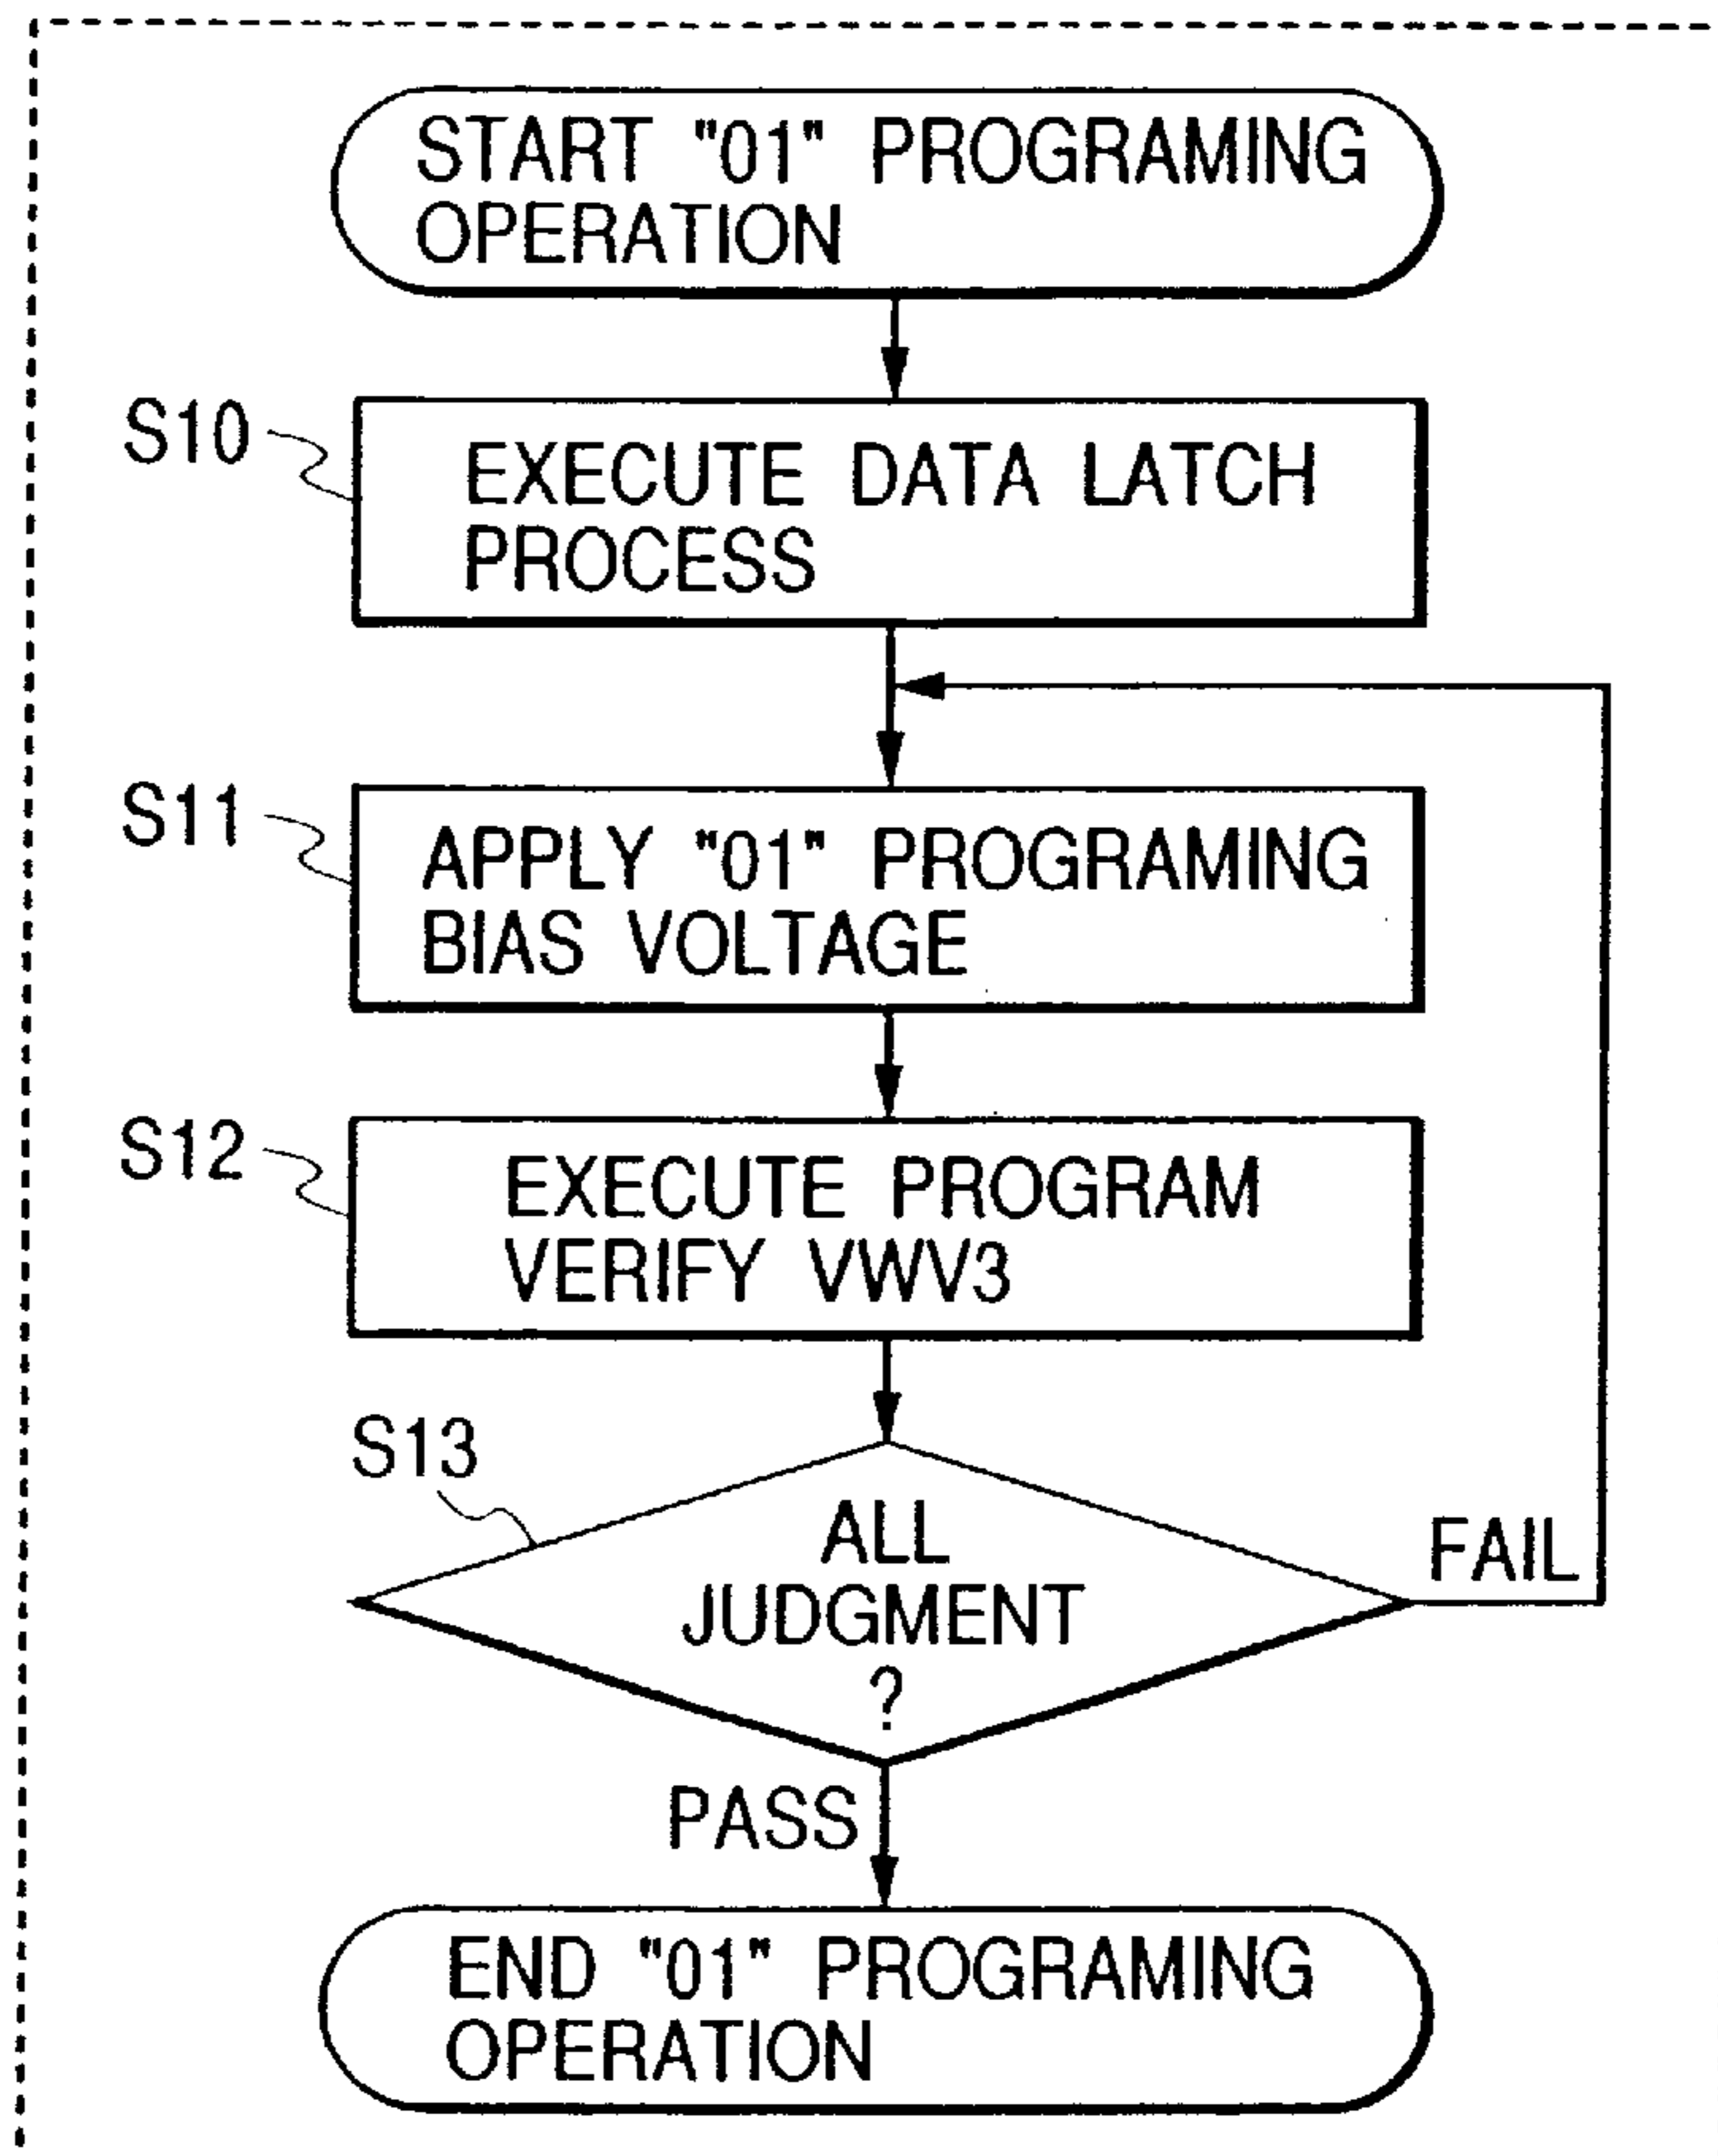 START "01" PROGRAMING
OPERATION
S10
EXECUTE DATA LATCH
PROCESS
S11
APPLY "01" PROGRAMING
BIAS VOLTAGE
S12
EXECUTE PROGRAM
VERIFY VWV3
S13
ALL
JUDGMENT
?
FAIL
PASS
END "01" PROGRAMING
OPERATION